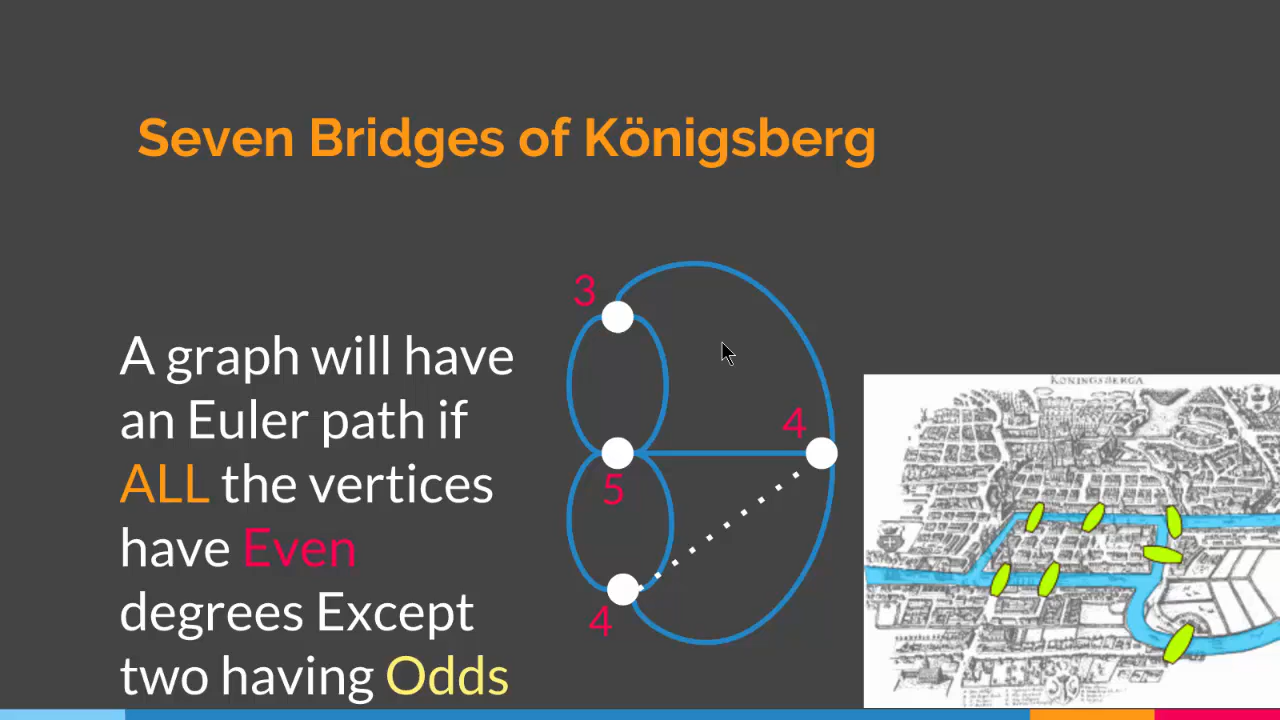 Seven Bridges of Königsberg
3
A graph will have
an Euler path if
ALL the vertices
have Even
degrees Except
two having Odds
4
5
4
KONINGSBERGA